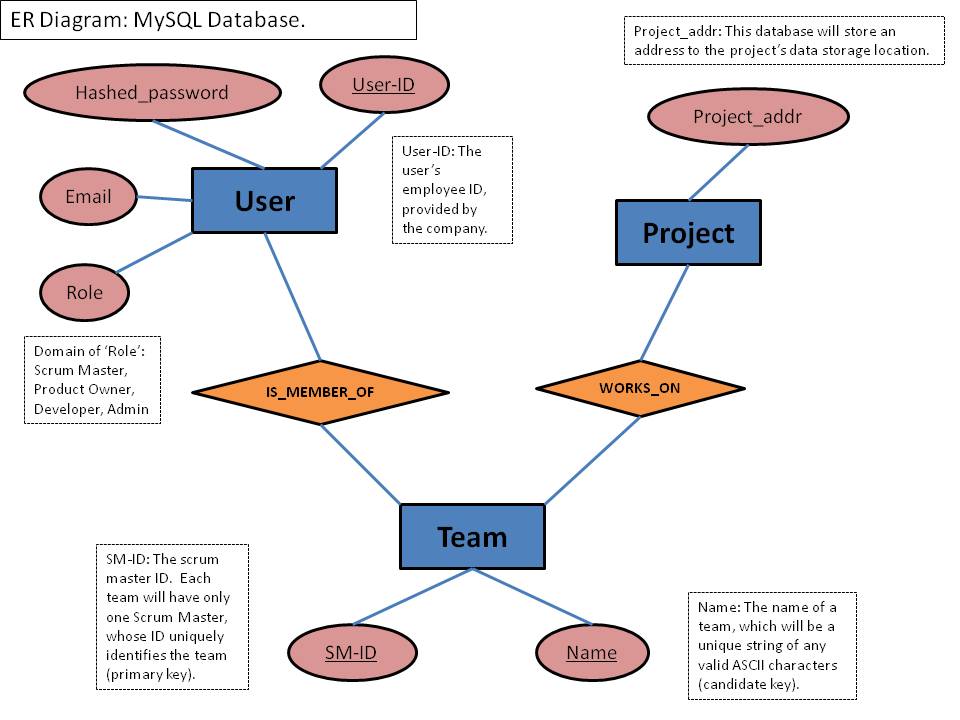 ER Diagram: MySQL Database.
Project_addr: This database will store an
address to the project's data storage location.
Hashed_password
User-ID
Project_addr
User-ID: The
user's
employee ID,
provided by
the company.
Email
User
Project
Role
Domain of 'Role':
Scrum Master,
Product Owner,
Developer, Admin
IS_MEMBER_OF
WORKS_ON
Team
SM-ID: The scrum
master ID. Each
team will have only
one Scrum Master,
whose ID uniquely
identifies the team
(primary key).
SM-ID
Name
Name: The name of a
team, which will be a
unique string of any
valid ASCII characters
(candidate key).